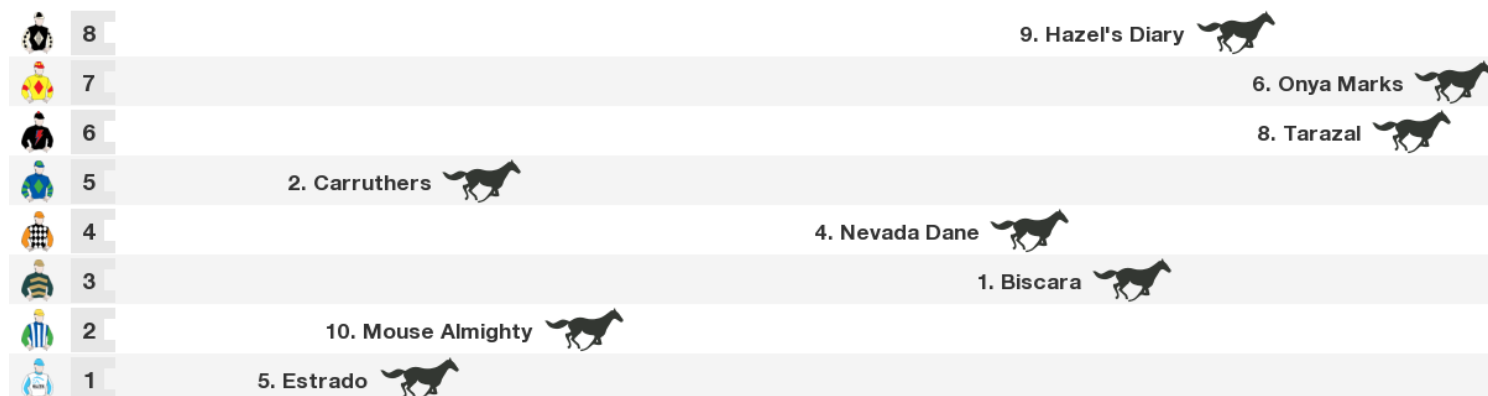 8 9. Hazel's Diary
7 6. Onya Marks
6 8. Tarazal
5 2. Carruthers
4 4. Nevada Dane
3 1. Biscara
2 10. Mouse Almighty
1 5. Estrado